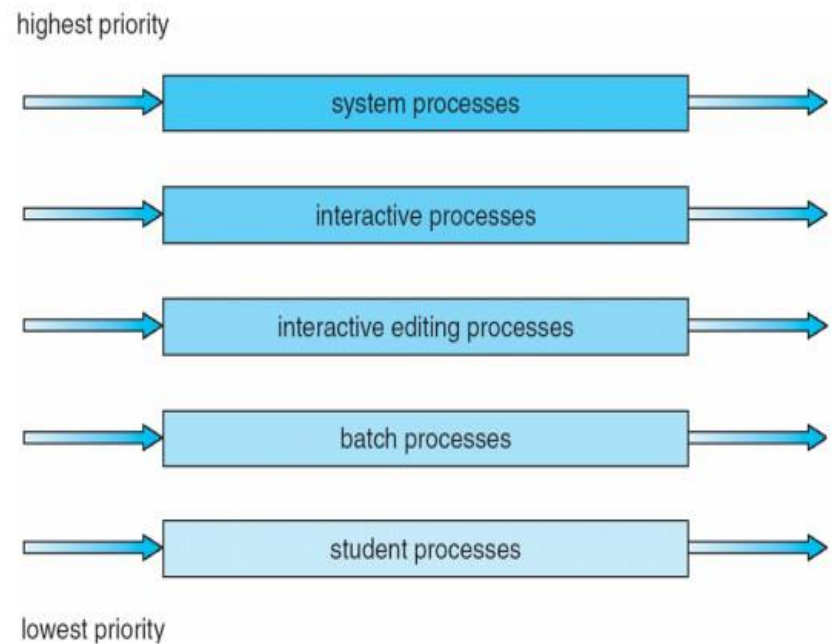 highest priority
system processes
interactive processes
interactive editing processes
batch processes
student processes
lowest priority